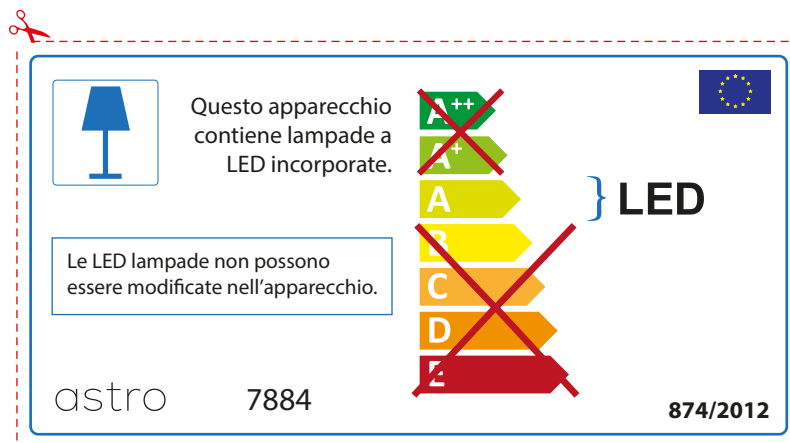 Questo apparecchio
contiene lampade a
LED incorporate.
A++
A+
A
B
C
D
E
LED
Le LED lampade non possono
essere modificate nell'apparecchio.
astro
7884
874/2012